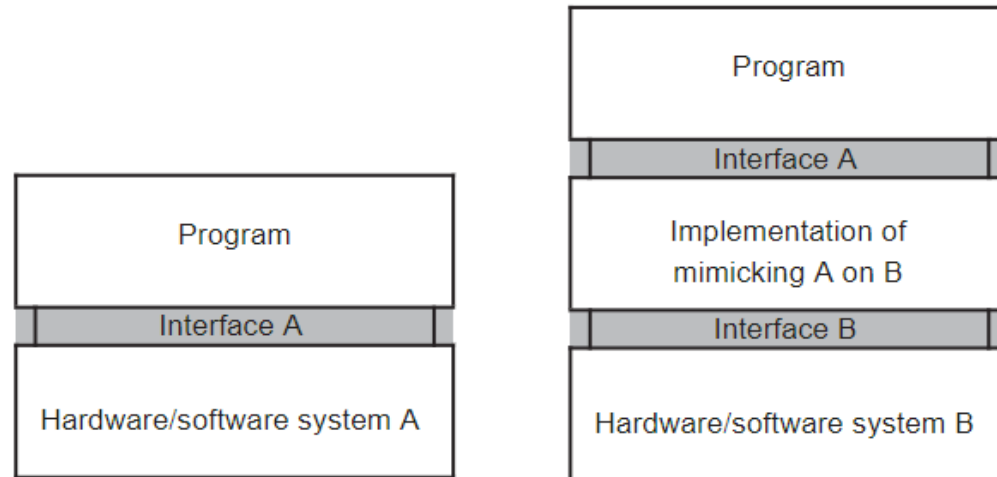 Program
Interface A
Hardware/software system A
Program
Interface A
Implementation of
mimicking A on B
Interface B
Hardware/software system B